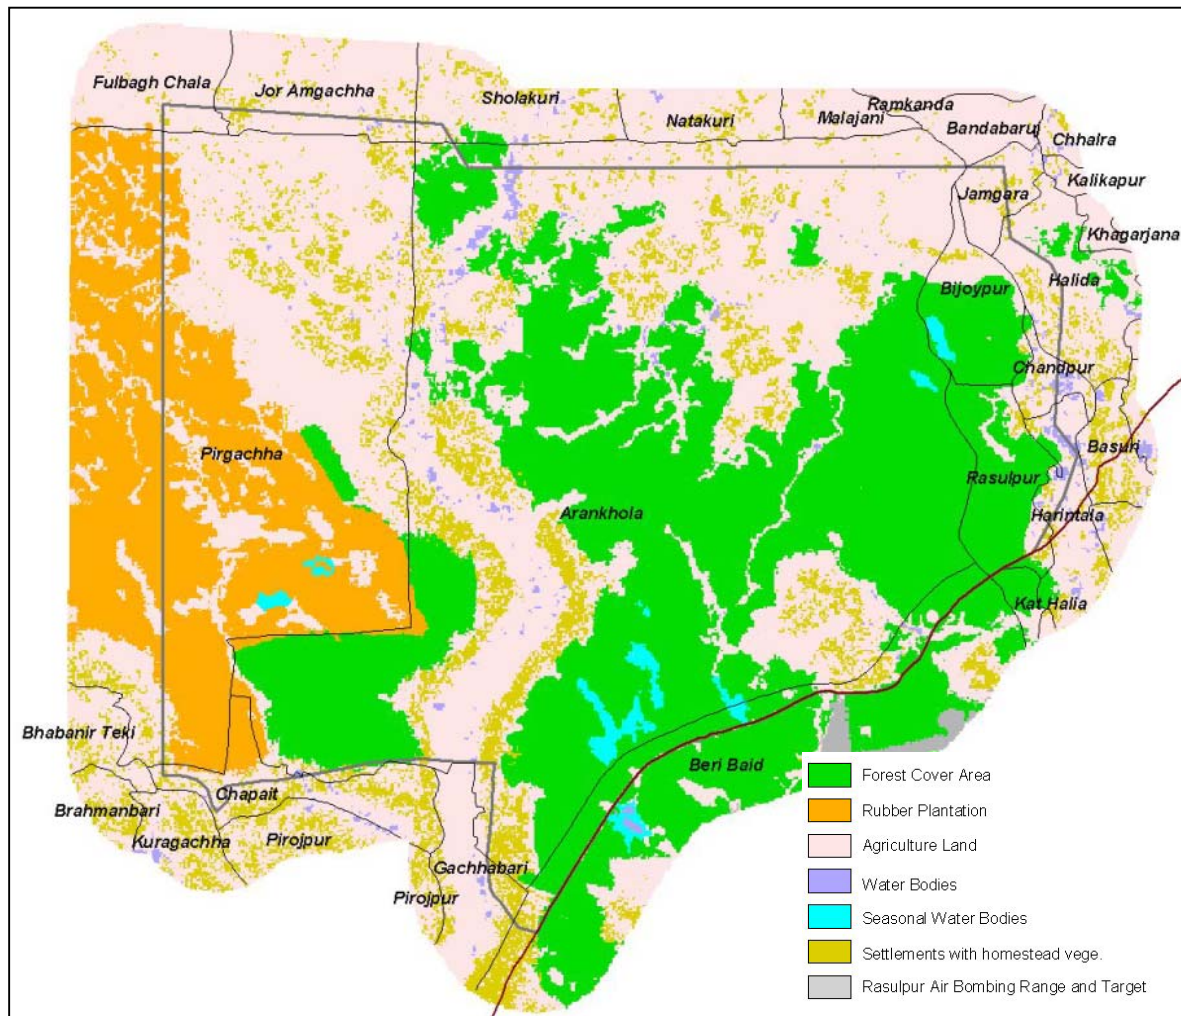 Fulbagh Chala
Jor Amgachha
Sholakuri
Natakuri
Malajani
Ramkanda
Bandabaruj
Chhalra
Kalikapur
Jamgara
Khagarjana
Halida
Bijoypur
Chandpur
Basuri
Pirgachha
Rasulpur
Arankhola
Harintala
Kat Halia
Bhabanir Teki
Beri Baid
Chapait
Brahmanbari
Kuragachha
Pirojpur
Gachhabari
Pirojpur
Forest Cover Area
Rubber Plantation
Agriculture Land
Water Bodies
Seasonal Water Bodies
Settlements with homestead vege.
Rasulpur Air Bombing Range and Target